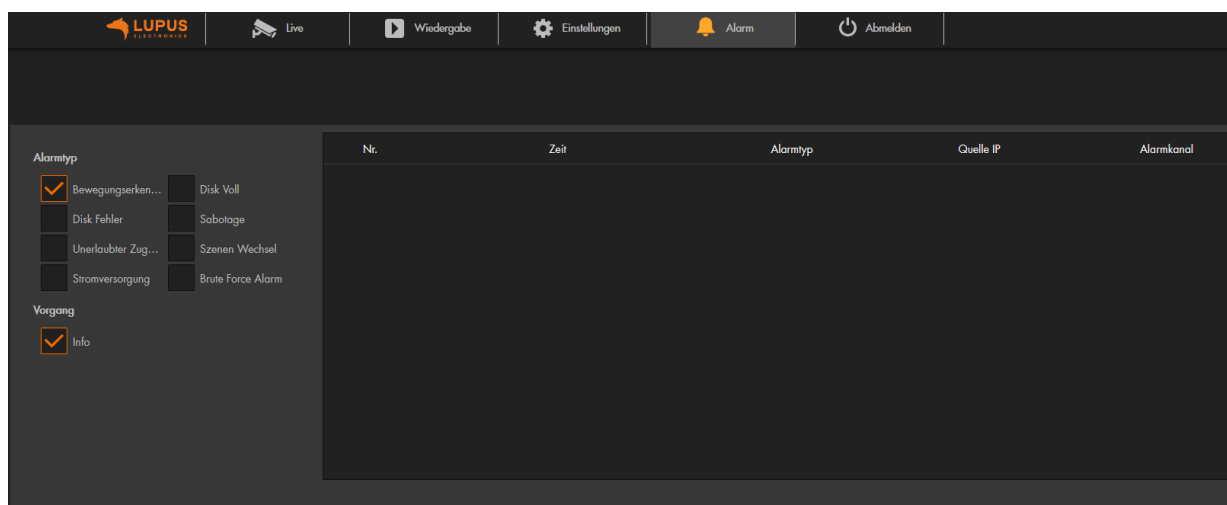 LUPUS
ELECTRONICS
Live
Wiedergabe
Einstellungen
Alarm
Abmelden
Nr.
Zeit
Alarmtyp
Quelle IP
Alarmkanal
Alarmtyp
Bewegungserken...
Disk Voll
Disk Fehler
Sabotage
Unerlaubter Zug...
Szenen Wechsel
Stromversorgung
Brute Force Alarm
Vorgang
Info